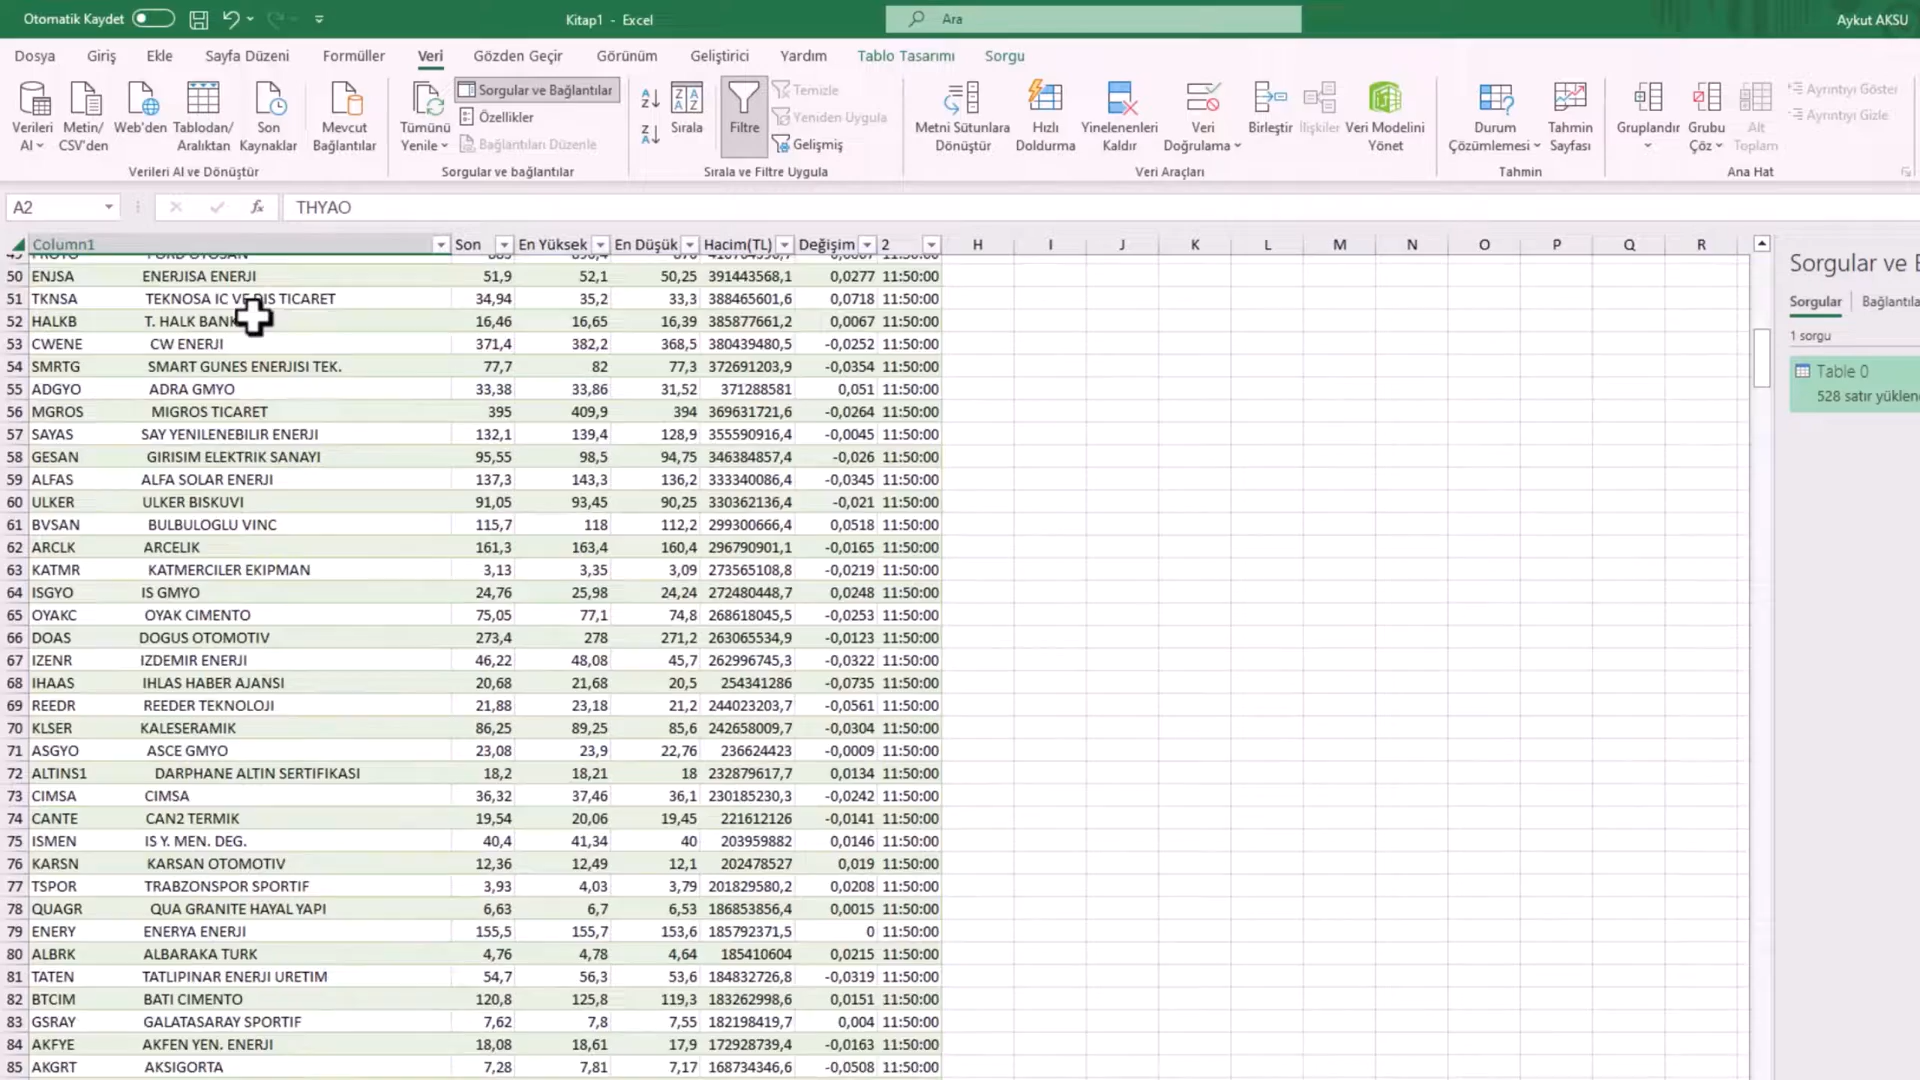 Otomatik Kaydet
Kitap1 - Excel
Ara
Aykut AKSU
Dosya Giriş Ekle Sayfa Düzeni Formüller Veri Gözden Geçir Görünüm Geliştirici Yardım Tablo Tasarımı Sorgu
Verileri Al
Metin/ CSV'den
Web'den
Tablodan/ Aralıktan
Son Kaynaklar
Mevcut Bağlantılar
Verileri Al ve Dönüştür
Tümünü Yenile
Sorgular ve Bağlantılar
Özellikler
Bağlantıları Düzenle
Sorgular ve bağlantılar
Sırala
Filtre
Temizle
Yeniden Uygula
Gelişmiş
Sırala ve Filtre Uygula
Metni Sütunlara Dönüştür
Hızlı Doldurma
Yinelenenleri Kaldır
Veri Doğrulama
Birleştir
İlişkiler
Veri Modelini Yönet
Veri Araçları
Durum Çözümlemesi
Tahmin Sayfası
Tahmin
Gruplandır
Grubu Çöz
Alt Toplam
Ayrıntıyı Göster
Ayrıntıyı Gizle
Ana Hat
A2 fx THYAO
Column1 Son En Yüksek En Düşük Hacim(TL) Değişim 2 H I J K L M N O P Q R
50 ENJSA ENERJISA ENERJI 51,9 52,1 50,25 391443568,1 0,0277 11:50:00
51 TKNSA TEKNOSA IC VE DIS TICARET 34,94 35,2 33,3 388465601,6 0,0718 11:50:00
52 HALKB T. HALK BANK 16,46 16,65 16,39 385877661,2 0,0067 11:50:00
53 CWENE CW ENERJI 371,4 382,2 368,5 380439480,5 -0,0252 11:50:00
54 SMRTG SMART GUNES ENERJISI TEK. 77,7 82 77,3 372691203,9 -0,0354 11:50:00
55 ADGYO ADRA GMYO 33,38 33,86 31,52 371288581 0,051 11:50:00
56 MGROS MIGROS TICARET 395 409,9 394 369631721,6 -0,0264 11:50:00
57 SAYAS SAY YENILENEBILIR ENERJI 132,1 139,4 128,9 355590916,4 -0,0045 11:50:00
58 GESAN GIRISIM ELEKTRIK SANAYI 95,55 98,5 94,75 346384857,4 -0,026 11:50:00
59 ALFAS ALFA SOLAR ENERJI 137,3 143,3 136,2 333340086,4 -0,0345 11:50:00
60 ULKER ULKER BISKUVI 91,05 93,45 90,25 330362136,4 -0,021 11:50:00
61 BVSAN BULBULOGLU VINC 115,7 118 112,2 299300666,4 0,0518 11:50:00
62 ARCLK ARCELIK 161,3 163,4 160,4 296790901,1 -0,0165 11:50:00
63 KATMR KATMERCILER EKIPMAN 3,13 3,35 3,09 273565108,8 -0,0219 11:50:00
64 ISGYO IS GMYO 24,76 25,98 24,24 272480448,7 0,0248 11:50:00
65 OYAKC OYAK CIMENTO 75,05 77,1 74,8 268618045,5 -0,0253 11:50:00
66 DOAS DOGUS OTOMOTIV 273,4 278 271,2 263065534,9 -0,0123 11:50:00
67 IZENR IZDEMIR ENERJI 46,22 48,08 45,7 262996745,3 -0,0322 11:50:00
68 IHAAS IHLAS HABER AJANSI 20,68 21,68 20,5 254341286 -0,0735 11:50:00
69 REEDR REEDER TEKNOLOJI 21,88 23,18 21,2 244023203,7 -0,0561 11:50:00
70 KLSER KALESERAMIK 86,25 89,25 85,6 242658009,7 -0,0304 11:50:00
71 ASGYO ASCE GMYO 23,08 23,9 22,76 236624423 -0,0009 11:50:00
72 ALTINS1 DARPHANE ALTIN SERTIFIKASI 18,2 18,21 18 232879617,7 0,0134 11:50:00
73 CIMSA CIMSA 36,32 37,46 36,1 230185230,3 -0,0242 11:50:00
74 CANTE CAN2 TERMIK 19,54 20,06 19,45 221612126 -0,0141 11:50:00
75 ISMEN IS Y. MEN. DEG. 40,4 41,34 40 203959882 0,0146 11:50:00
76 KARSN KARSAN OTOMOTIV 12,36 12,49 12,1 202478527 0,019 11:50:00
77 TSPOR TRABZONSPOR SPORTIF 3,93 4,03 3,79 201829580,2 0,0208 11:50:00
78 QUAGR QUA GRANITE HAYAL YAPI 6,63 6,7 6,53 186853856,4 0,0015 11:50:00
79 ENERY ENERYA ENERJI 155,5 155,7 153,6 185792371,5 0 11:50:00
80 ALBRK ALBARAKA TURK 4,76 4,78 4,64 185410604 0,0215 11:50:00
81 TATEN TATLIPINAR ENERJI URETIM 54,7 56,3 53,6 184832726,8 -0,0319 11:50:00
82 BTCIM BATI CIMENTO 120,8 125,8 119,3 183262998,6 0,0151 11:50:00
83 GSRAY GALATASARAY SPORTIF 7,62 7,8 7,55 182198419,7 0,004 11:50:00
84 AKFYE AKFEN YEN. ENERJI 18,08 18,61 17,9 172928739,4 -0,0163 11:50:00
85 AKGRT AKSIGORTA 7,28 7,81 7,17 168734346,6 -0,0508 11:50:00
Sorgular ve
Sorgular Bağlantıla
1 sorgu
Table 0
528 satır yüklen